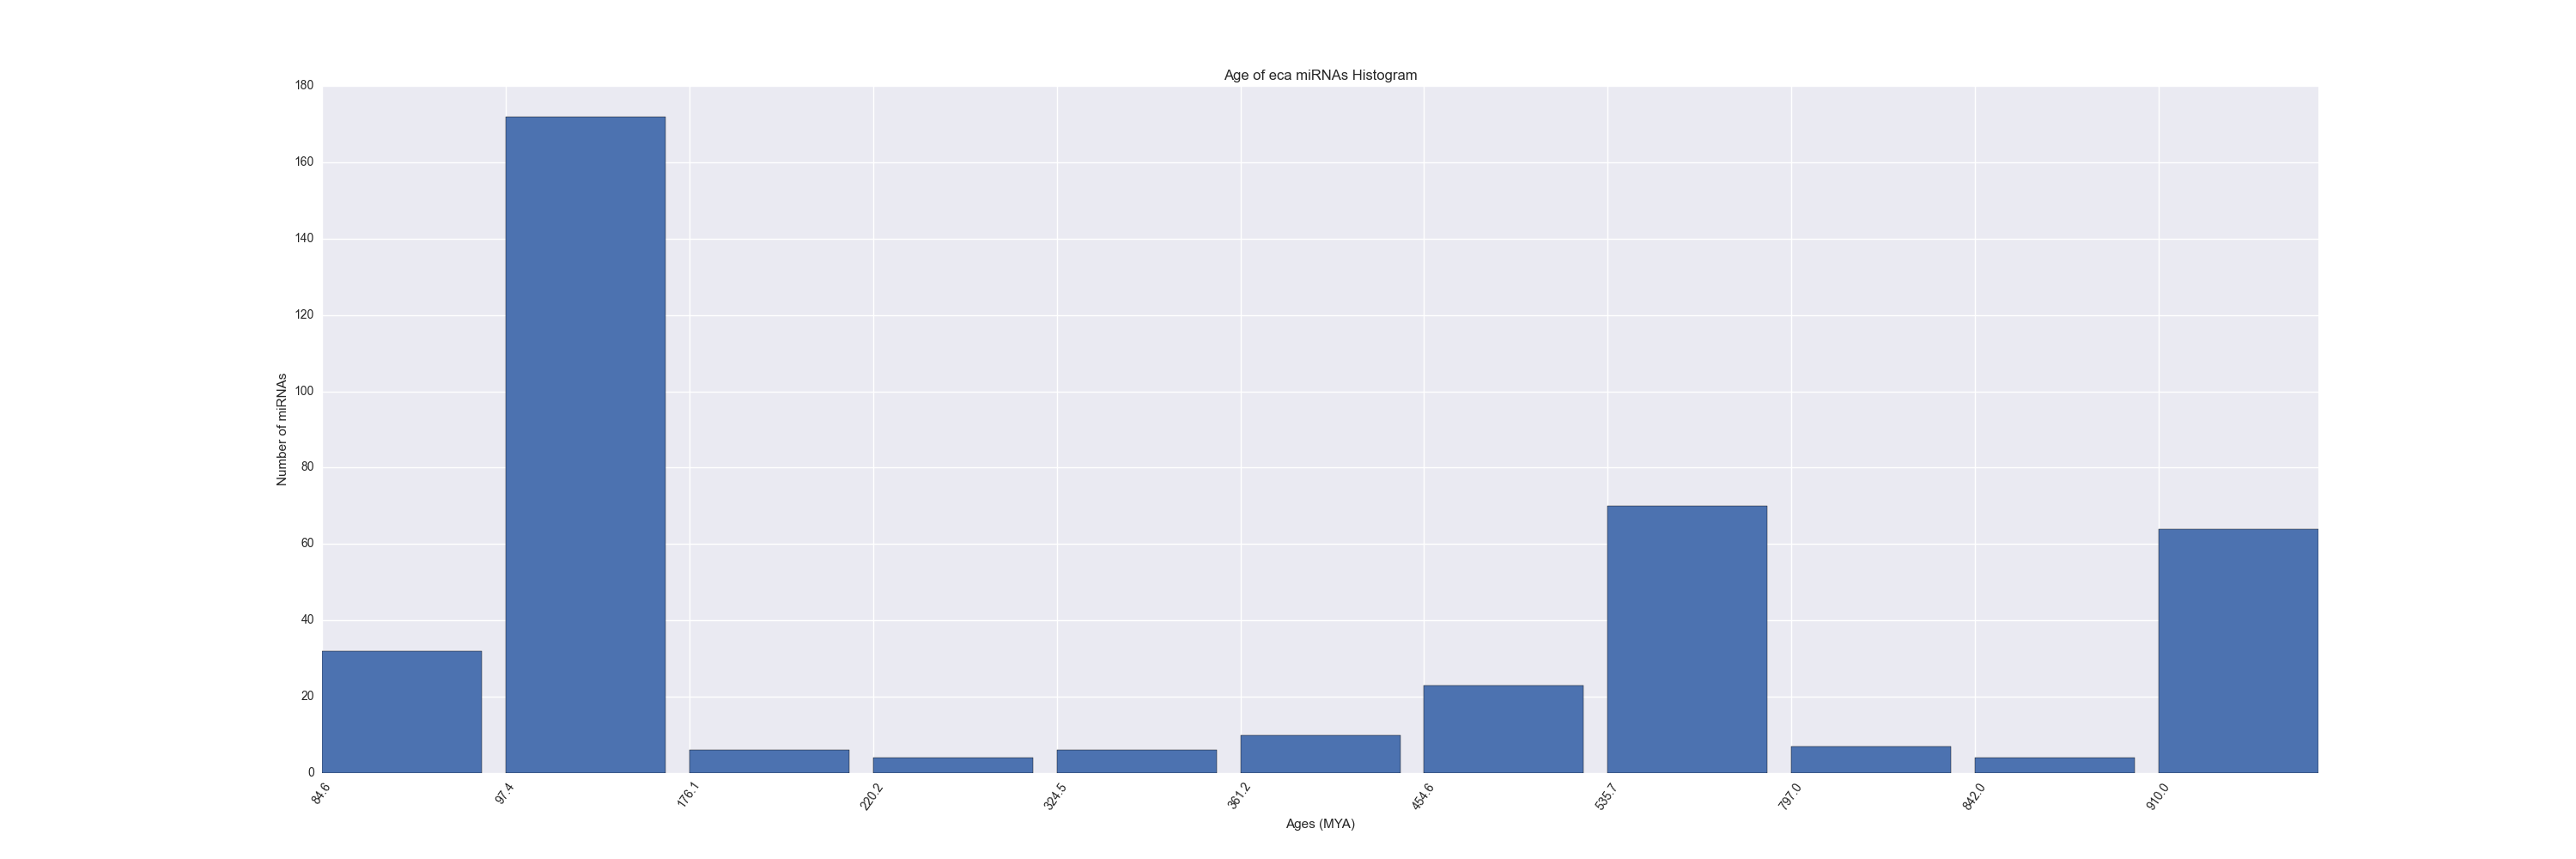 Age of eca miRNAs Histogram
180
160
140
120
100
80
60
40
20
0
Number of miRNAs
84.6 97.4 176.1 220.2 324.5 361.2 454.6 535.7 797.0 842.0 910.0
Ages (MYA)